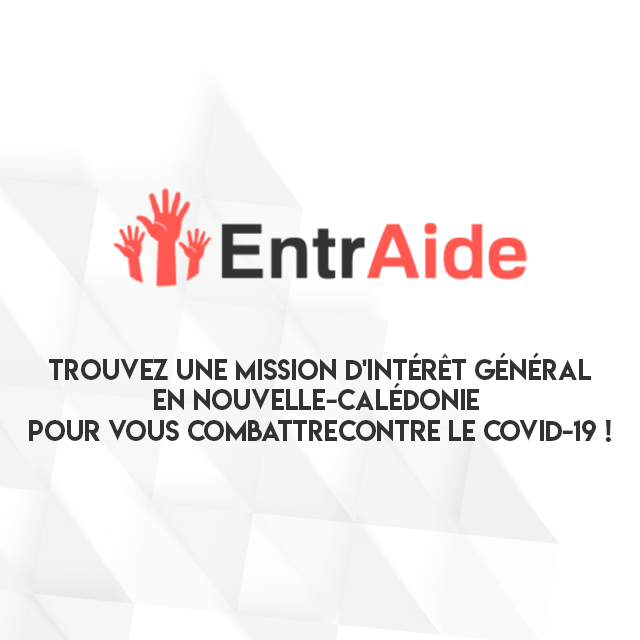 EntrAide
TROUVEZ UNE MISSION D'INTÉRÊT GÉNÉRAL
EN NOUVELLE-CALÉDONIE
POUR VOUS COMBATTRECONTRE LE COVID-19 !